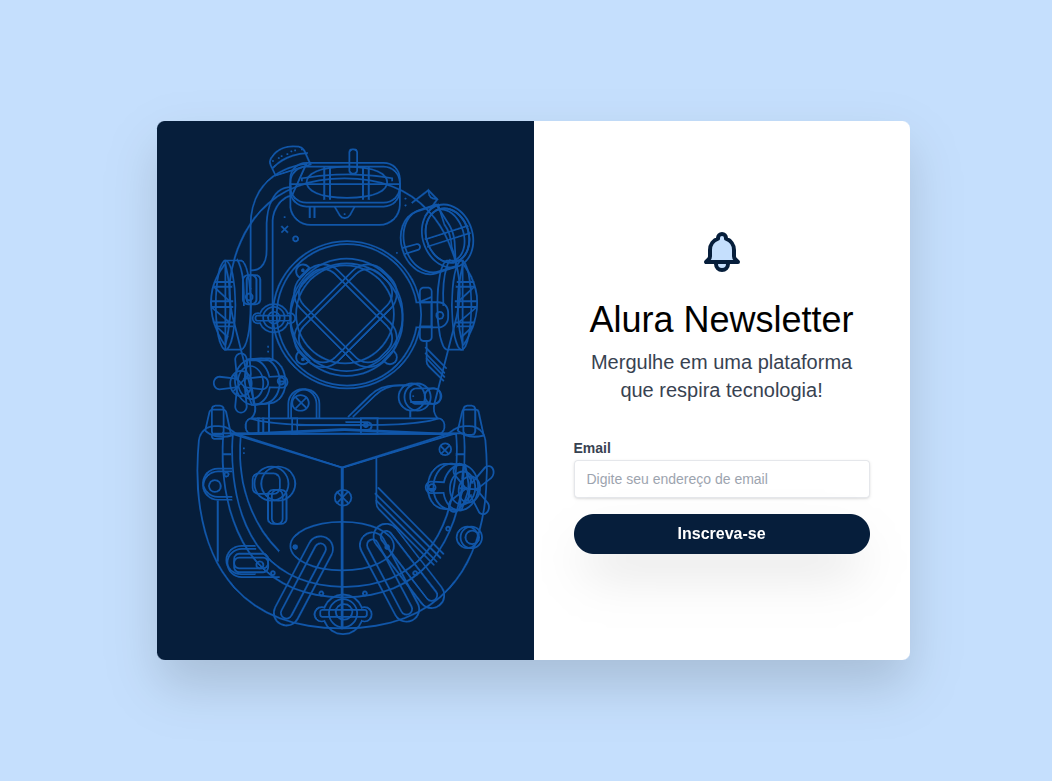 Alura Newsletter
Mergulhe em uma plataforma
que respira tecnologia!
Email
Digite seu endereço de email
Inscreva-se